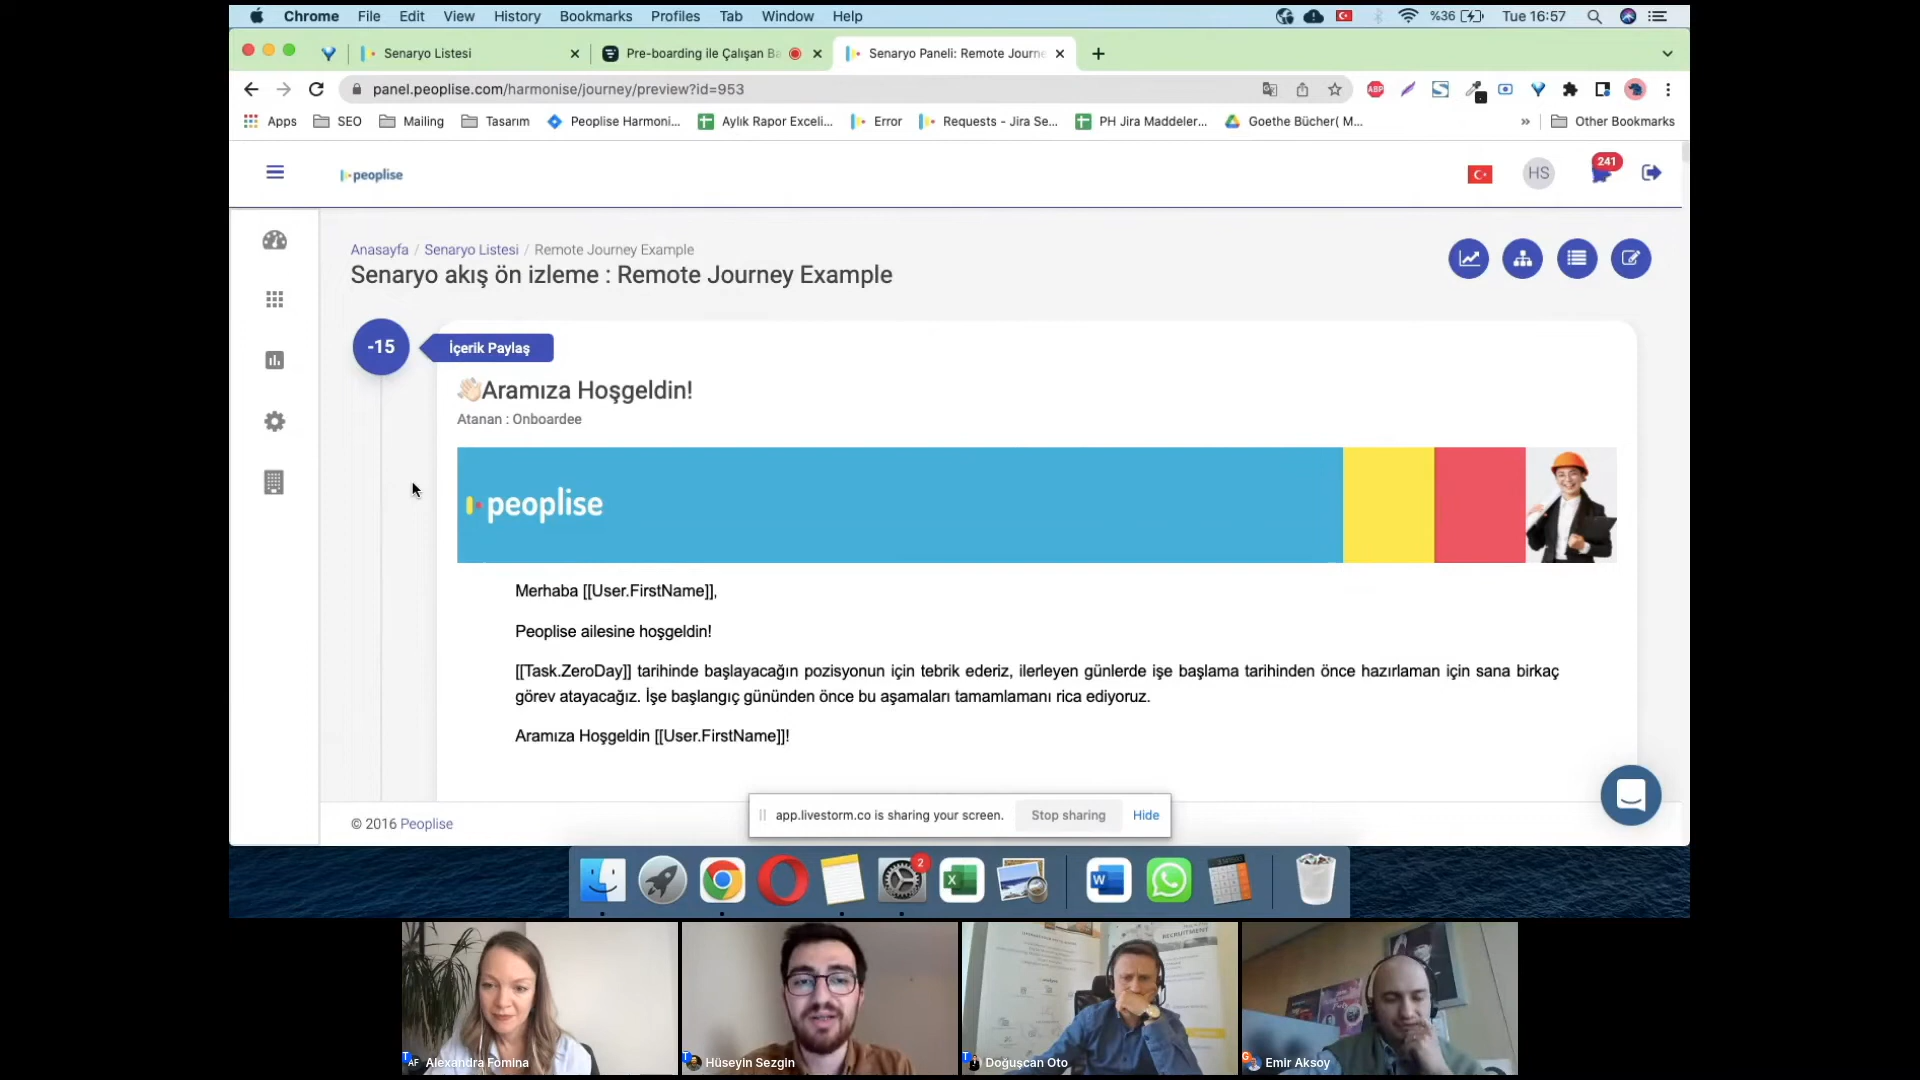 Chrome File Edit View History Bookmarks Profiles Tab Window Help
%36 Tue 16:57
Senaryo Listesi
Pre-boarding ile Çalışan Ba
Senaryo Paneli: Remote Journe
panel.peoplise.com/harmonise/journey/preview?id=953
ABP
Apps SEO Mailing Tasarım Peoplise Harmoni... Aylık Rapor Exceli... Error Requests - Jira Se... PH Jira Maddeler... Goethe Bücher( M... » Other Bookmarks
peoplise
HS
241
Anasayfa / Senaryo Listesi / Remote Journey Example
Senaryo akış ön izleme : Remote Journey Example
-15
İçerik Paylaş
Aramıza Hoşgeldin!
Atanan : Onboardee
peoplise
Merhaba [[User.FirstName]],
Peoplise ailesine hoşgeldin!
[[Task.ZeroDay]] tarihinde başlayacağın pozisyonun için tebrik ederiz, ilerleyen günlerde işe başlama tarihinden önce hazırlaman için sana birkaç
görev atayacağız. İşe başlangıç gününden önce bu aşamaları tamamlamanı rica ediyoruz.
Aramıza Hoşgeldin [[User.FirstName]]!
app.livestorm.co is sharing your screen. Stop sharing Hide
© 2016 Peoplise
2
RECRUITMENT
T AF Alexandra Fomina
T Hüseyin Sezgin
T Doğuşcan Oto
G Emir Aksoy